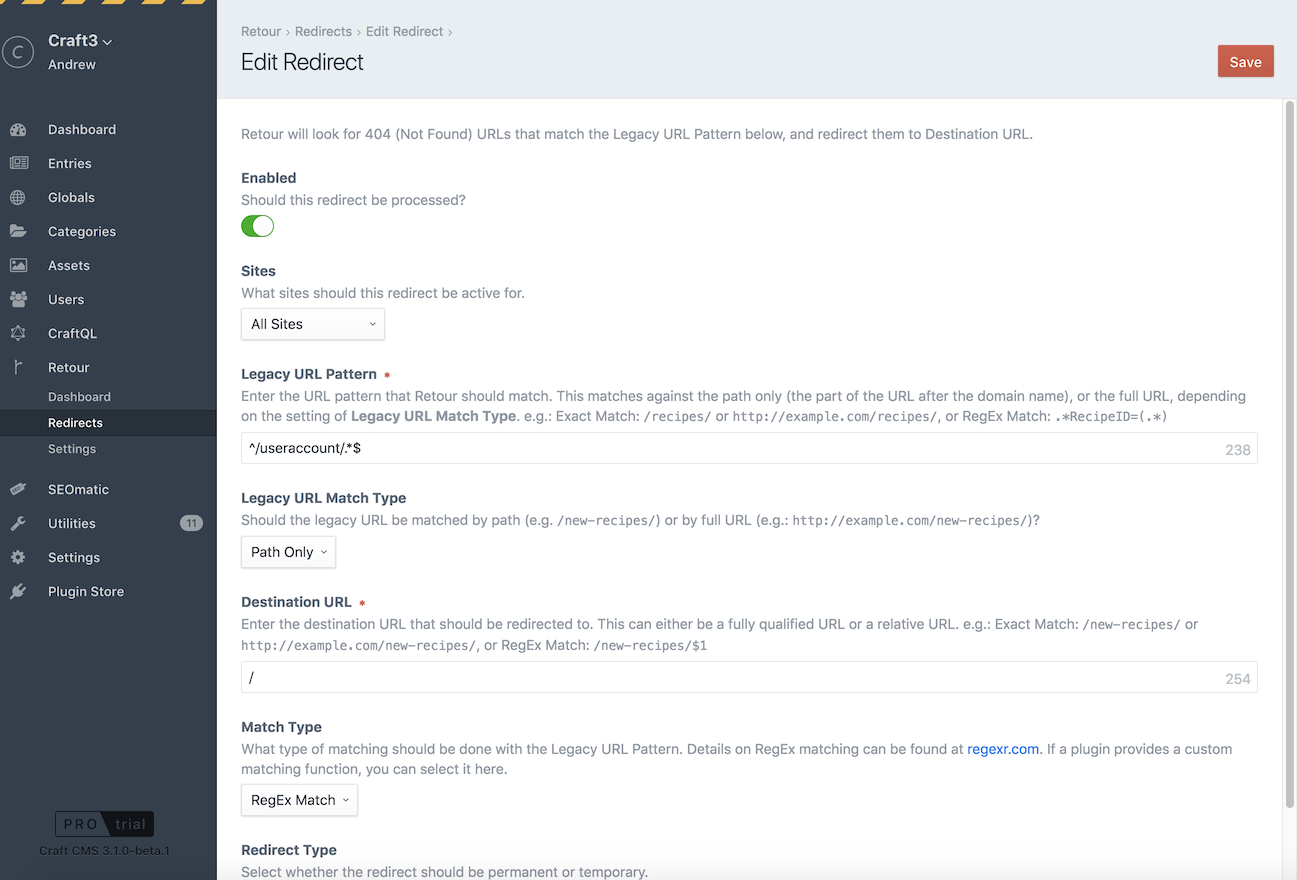 C
Craft3
Andrew
Dashboard
Entries
Globals
Categories
Assets
Users
CraftQL
Retour
Dashboard
Redirects
Settings
SEOmatic
Utilities 11
Settings
Plugin Store
PRO trial
Craft CMS 3.1.0-beta.1
Retour › Redirects › Edit Redirect ›
Edit Redirect
Save
Retour will look for 404 (Not Found) URLs that match the Legacy URL Pattern below, and redirect them to Destination URL.
Enabled
Should this redirect be processed?
Sites
What sites should this redirect be active for.
All Sites
Legacy URL Pattern *
Enter the URL pattern that Retour should match. This matches against the path only (the part of the URL after the domain name), or the full URL, depending
on the setting of Legacy URL Match Type. e.g.: Exact Match: /recipes/ or http://example.com/recipes/, or RegEx Match: .*RecipeID=(.*)
^/useraccount/.*$ 238
Legacy URL Match Type
Should the legacy URL be matched by path (e.g. /new-recipes/) or by full URL (e.g.: http://example.com/new-recipes/)?
Path Only
Destination URL *
Enter the destination URL that should be redirected to. This can either be a fully qualified URL or a relative URL. e.g.: Exact Match: /new-recipes/ or
http://example.com/new-recipes/, or RegEx Match: /new-recipes/$1
/ 254
Match Type
What type of matching should be done with the Legacy URL Pattern. Details on RegEx matching can be found at regexr.com. If a plugin provides a custom
matching function, you can select it here.
RegEx Match
Redirect Type
Select whether the redirect should be permanent or temporary.